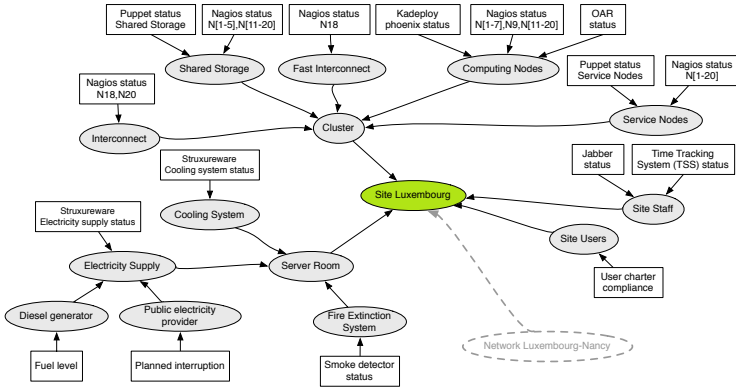 Puppet status
Shared Storage
Nagios status
N[1-5],N[11-20]
Nagios status
N18
Kadeploy
phoenix status
Nagios status
N[1-7],N9,N[11-20]
OAR
status
Shared Storage
Fast Interconnect
Computing Nodes
Puppet status
Service Nodes
Nagios status
N[1-20]
Nagios status
N18,N20
Interconnect
Cluster
Service Nodes
Struxureware
Cooling system status
Jabber
status
Time Tracking
System (TSS) status
Site Luxembourg
Struxureware
Electricity supply status
Cooling System
Site Staff
Site Users
Electricity Supply
Server Room
User charter
compliance
Diesel generator
Public electricity
provider
Fire Extinction
System
Network Luxembourg-Nancy
Fuel level
Planned interruption
Smoke detector
status